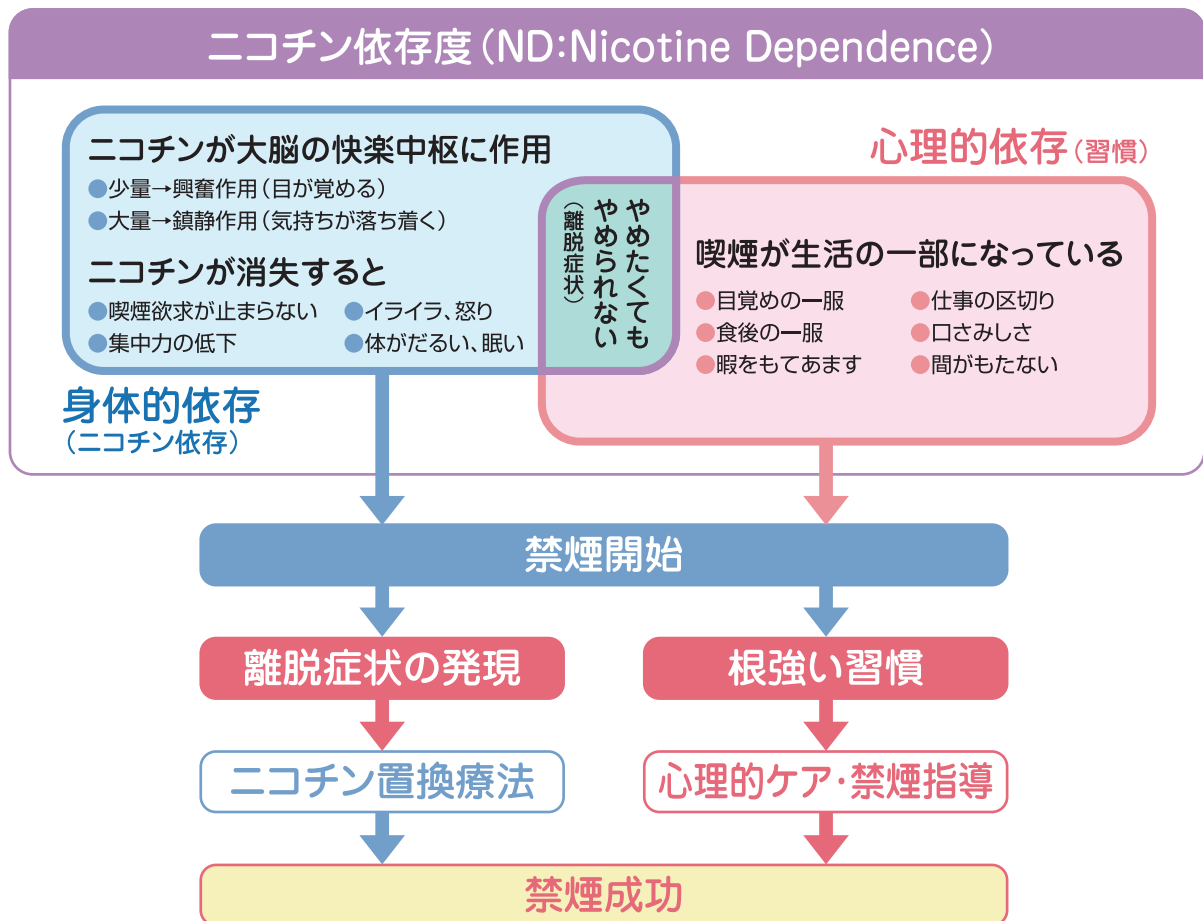 ニコチン依存度(ND:Nicotine Dependence)
ニコチンが大脳の快楽中枢に作用
●少量→興奮作用(目が覚める)
●大量→鎮静作用(気持ちが落ち着く)
ニコチンが消失すると
●喫煙欲求が止まらない ●イライラ、怒り
●集中力の低下 ●体がだるい、眠い
身体的依存
(ニコチン依存)
やめたくても
やめられない
(離脱症状)
心理的依存(習慣)
喫煙が生活の一部になっている
●目覚めの一服 ●仕事の区切り
●食後の一服 ●口さみしさ
●暇をもてあます ●間がもたない
禁煙開始
離脱症状の発現
根強い習慣
ニコチン置換療法
心理的ケア・禁煙指導
禁煙成功